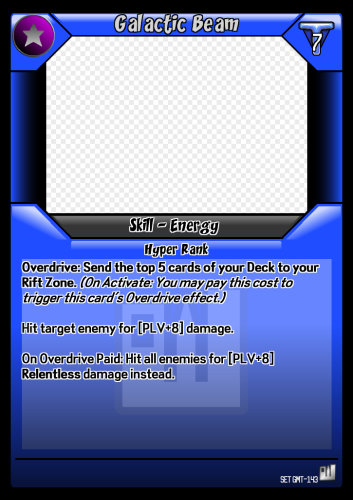 Galactic Beam
7
Skill - Energy
Hyper Rank
Overdrive: Send the top 5 cards of your Deck to your
Rift Zone. (On Activate: You may pay this cost to
trigger this card's Overdrive effect.)
Hit target enemy for [PLV+8] damage.
On Overdrive Paid: Hit all enemies for [PLV+8]
Relentless damage instead.
SET GMT-143